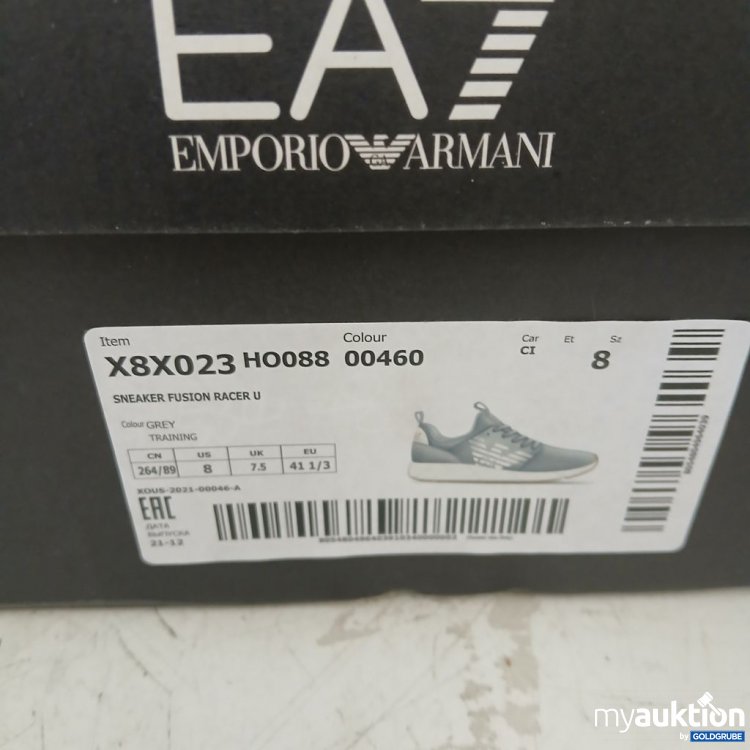 EA7
EMPORIO GA ARMANI
Item Colour Car Et Sz
X8X023 HO088 00460 CI 8
SNEAKER FUSION RACER U
Colour GREY
TRAINING
CN US UK EU
264/89 8 7.5 41 1/3
XOUS-2021-00046-A
EAC
ДАТА
ВЫПУСКА
21-12
myauktion
by GOLDGRUBE